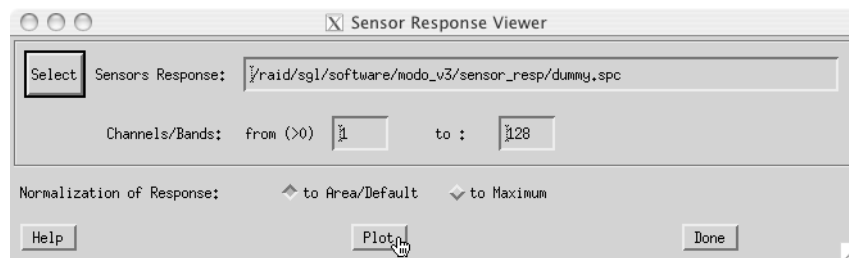 Sensor Response Viewer
Select Sensors Response: /raid/sgl/software/modo_v3/sensor_resp/dummy.spc
Channels/Bands: from (>0) 1 to : 128
Normalization of Response: to Area/Default to Maximum
Help Plot Done